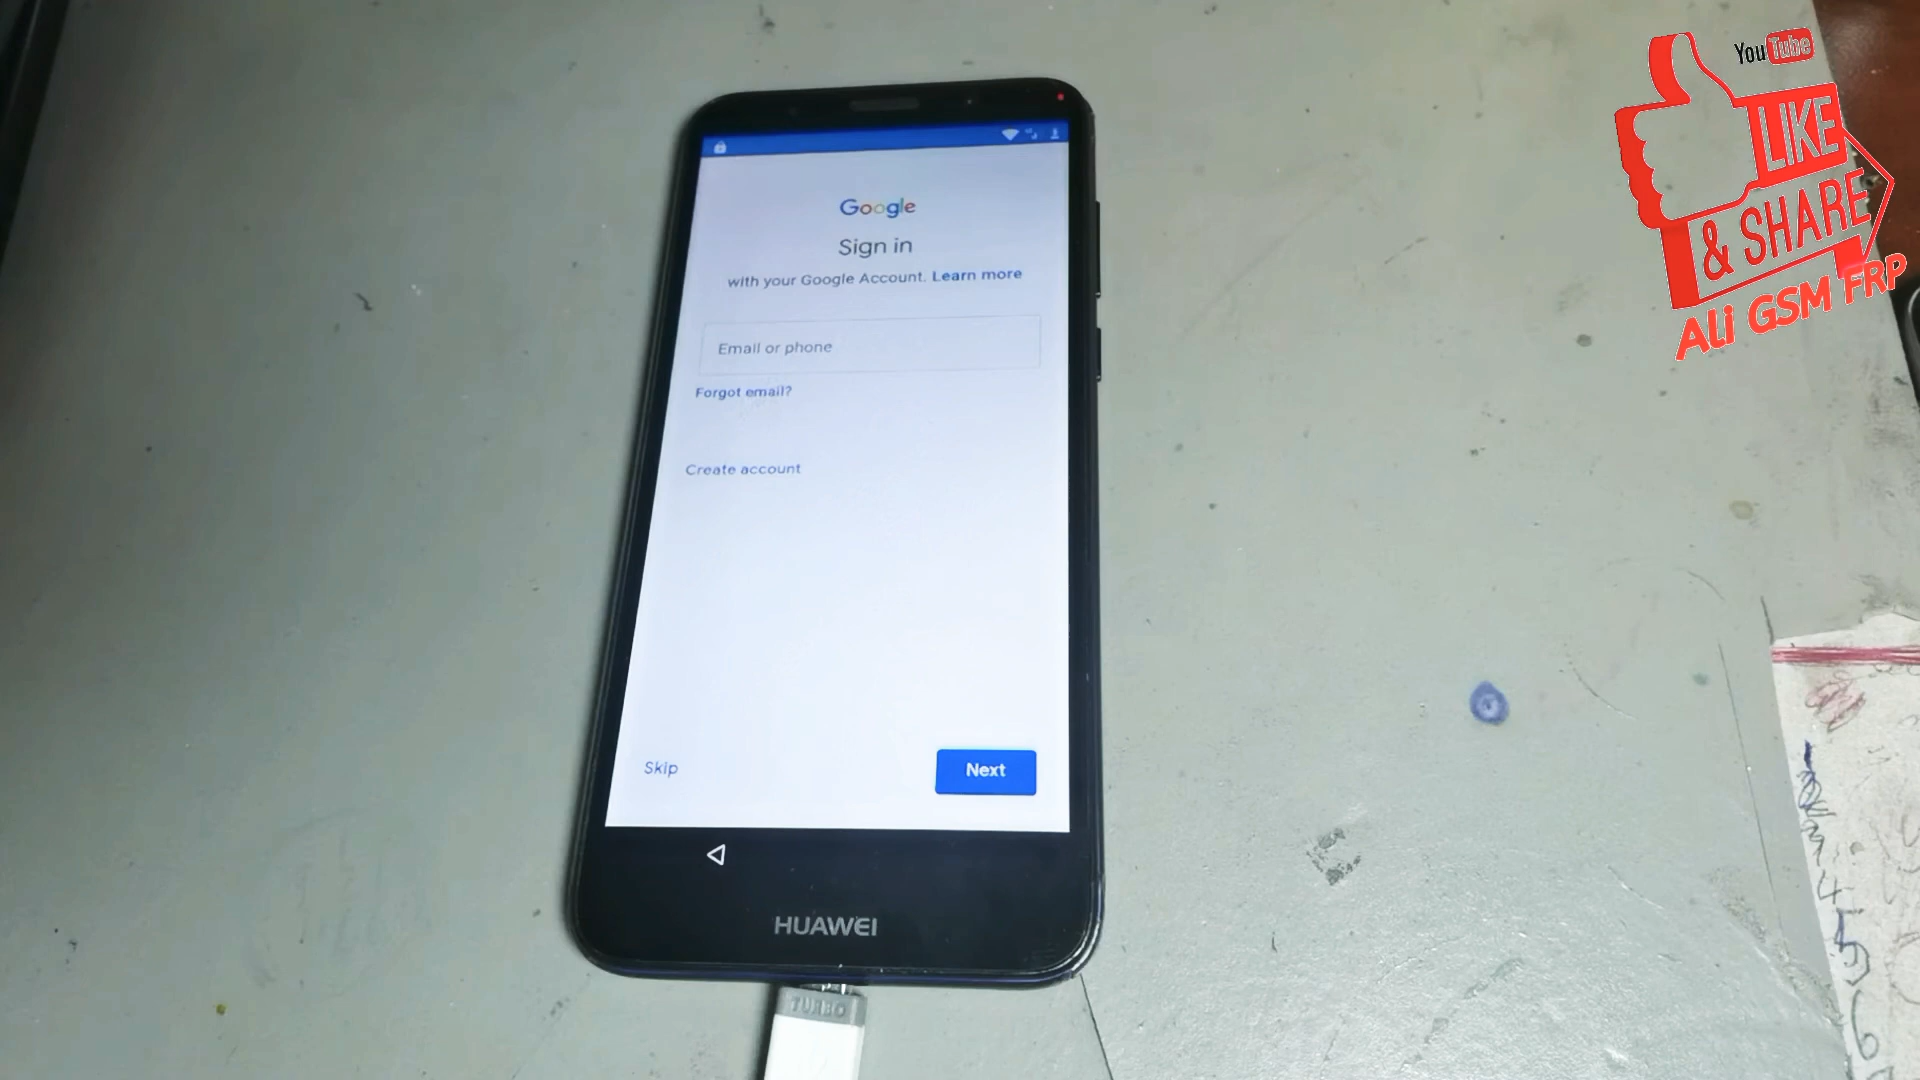 Google
Sign in
with your Google Account. Learn more
Email or phone
Forgot email?
Create account
Skip
Next
HUAWEI
TURBO
YouTube
LIKE
& SHARE
Ali GSM FRP